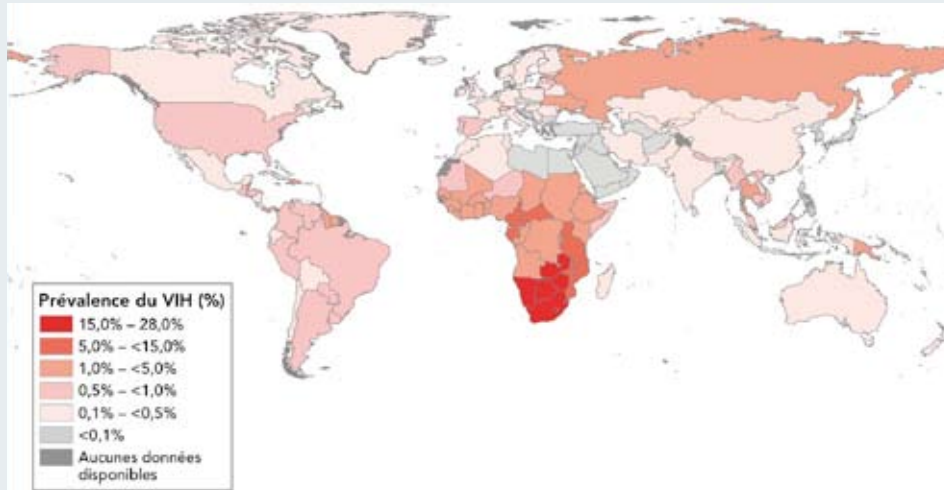 Prévalence du VIH (%)
15,0% – 28,0%
5,0% – <15,0%
1,0% – <5,0%
0,5% – <1,0%
0,1% – <0,5%
<0,1%
Aucunes données
disponibles